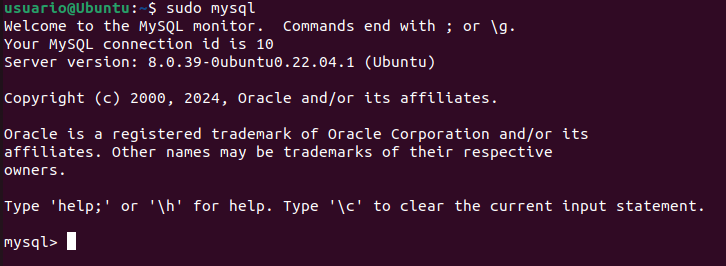 usuario@Ubuntu:~$ sudo mysql
Welcome to the MySQL monitor.  Commands end with ; or \g.
Your MySQL connection id is 10
Server version: 8.0.39-0ubuntu0.22.04.1 (Ubuntu)
Copyright (c) 2000, 2024, Oracle and/or its affiliates.
Oracle is a registered trademark of Oracle Corporation and/or its
affiliates. Other names may be trademarks of their respective
owners.
Type 'help;' or '\h' for help. Type '\c' to clear the current input statement.
mysql>